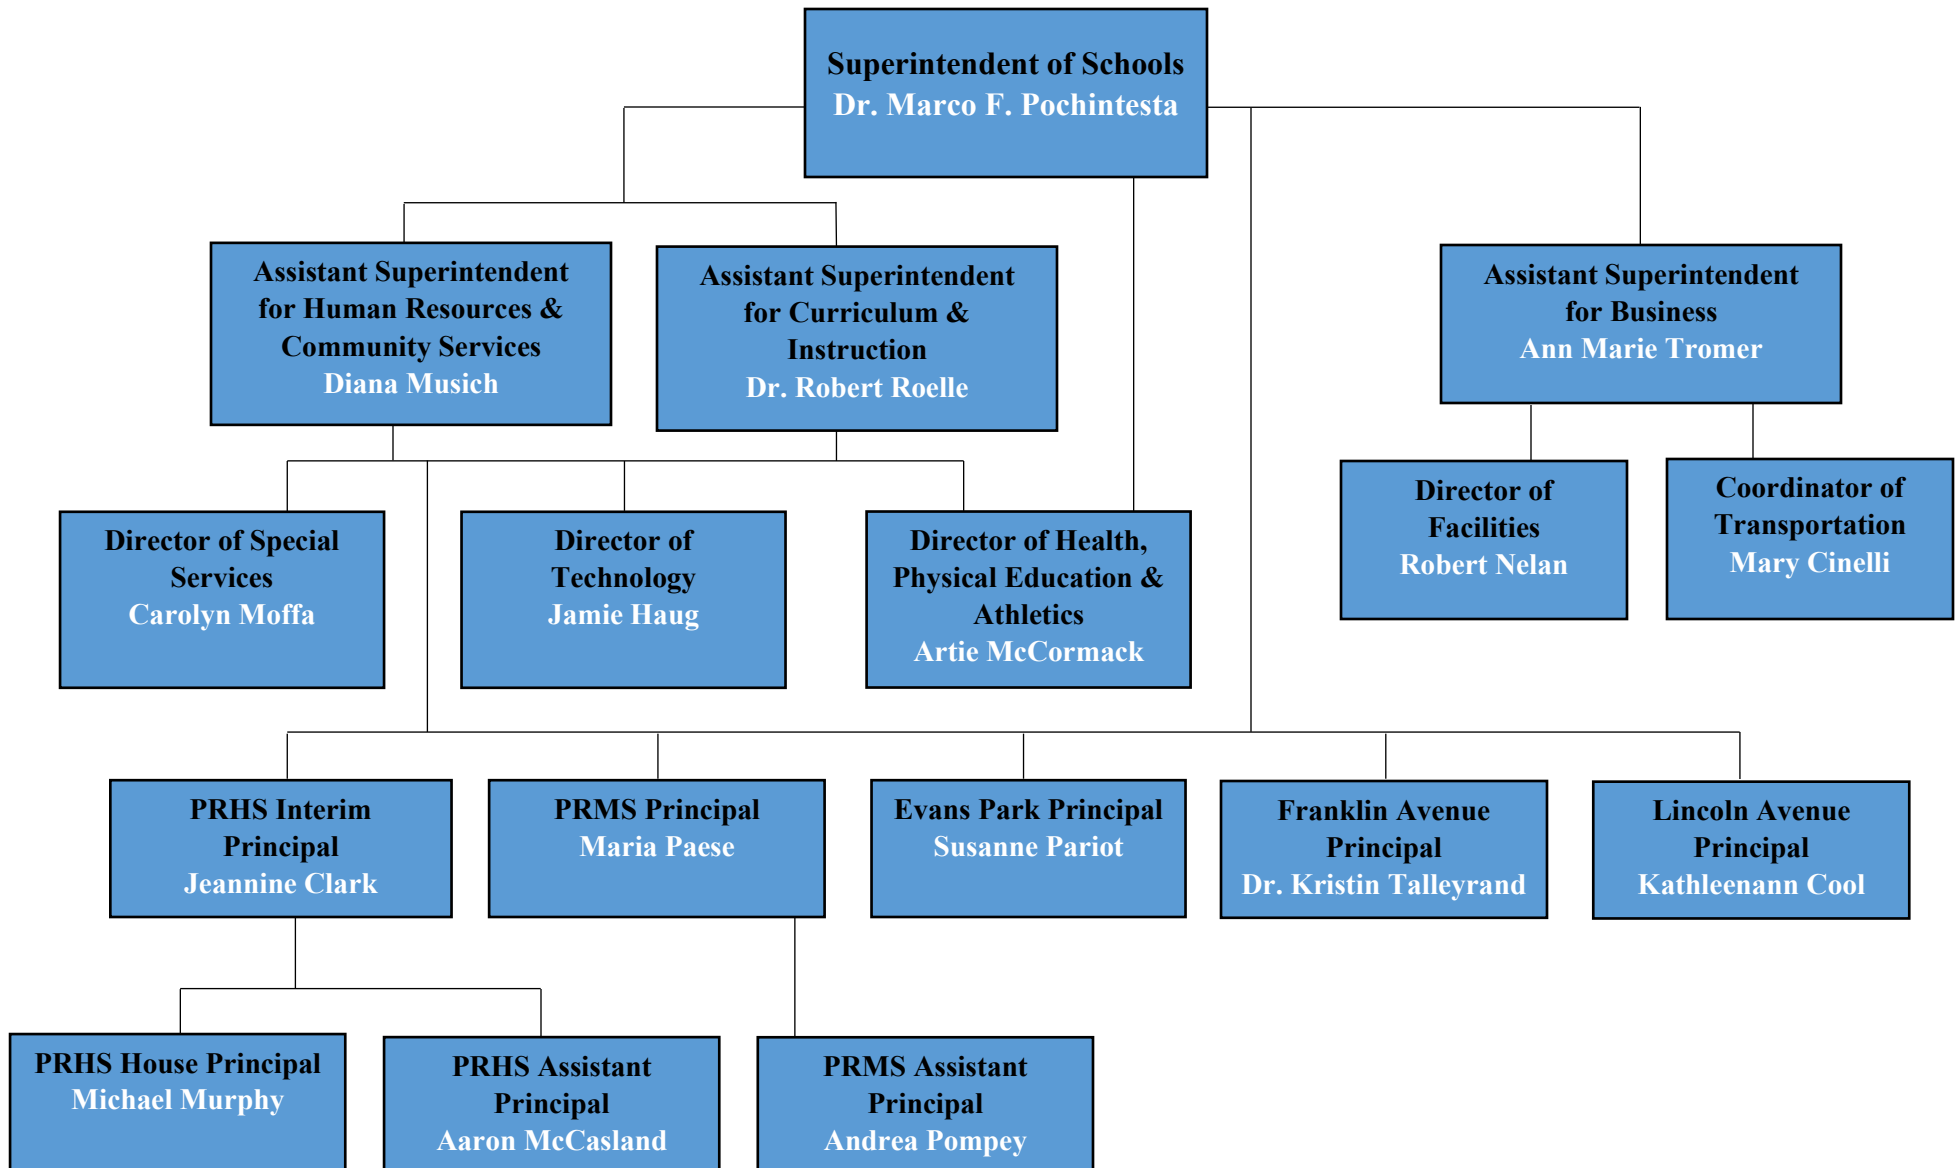 Superintendent of Schools
Dr. Marco F. Pochintesta
Assistant Superintendent
for Human Resources &
Community Services
Diana Musich
Assistant Superintendent
for Curriculum &
Instruction
Dr. Robert Roelle
Assistant Superintendent
for Business
Ann Marie Tromer
Director of Special
Services
Carolyn Moffa
Director of
Technology
Jamie Haug
Director of Health,
Physical Education &
Athletics
Artie McCormack
Director of
Facilities
Robert Nelan
Coordinator of
Transportation
Mary Cinelli
PRHS Interim
Principal
Jeannine Clark
PRMS Principal
Maria Paese
Evans Park Principal
Susanne Pariot
Franklin Avenue
Principal
Dr. Kristin Talleyrand
Lincoln Avenue
Principal
Kathleenann Cool
PRHS House Principal
Michael Murphy
PRHS Assistant
Principal
Aaron McCasland
PRMS Assistant
Principal
Andrea Pompey